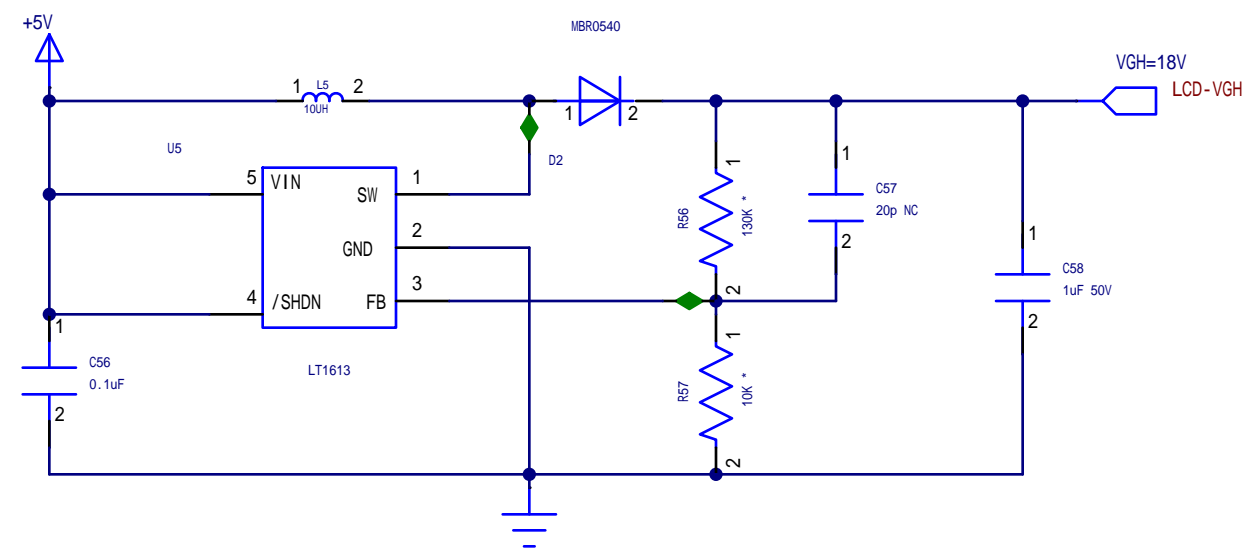 +5V
MBR0540
VGH=18V
LCD-VGH
1
L5
2
10UH
1
2
D2
U5
5
VIN
SW
1
GND
2
4
/SHDN
FB
3
LT1613
1
R56
130K *
2
1
C57
20p NC
2
1
C58
1uF 50V
2
1
C56
0.1uF
2
1
R57
10K *
2